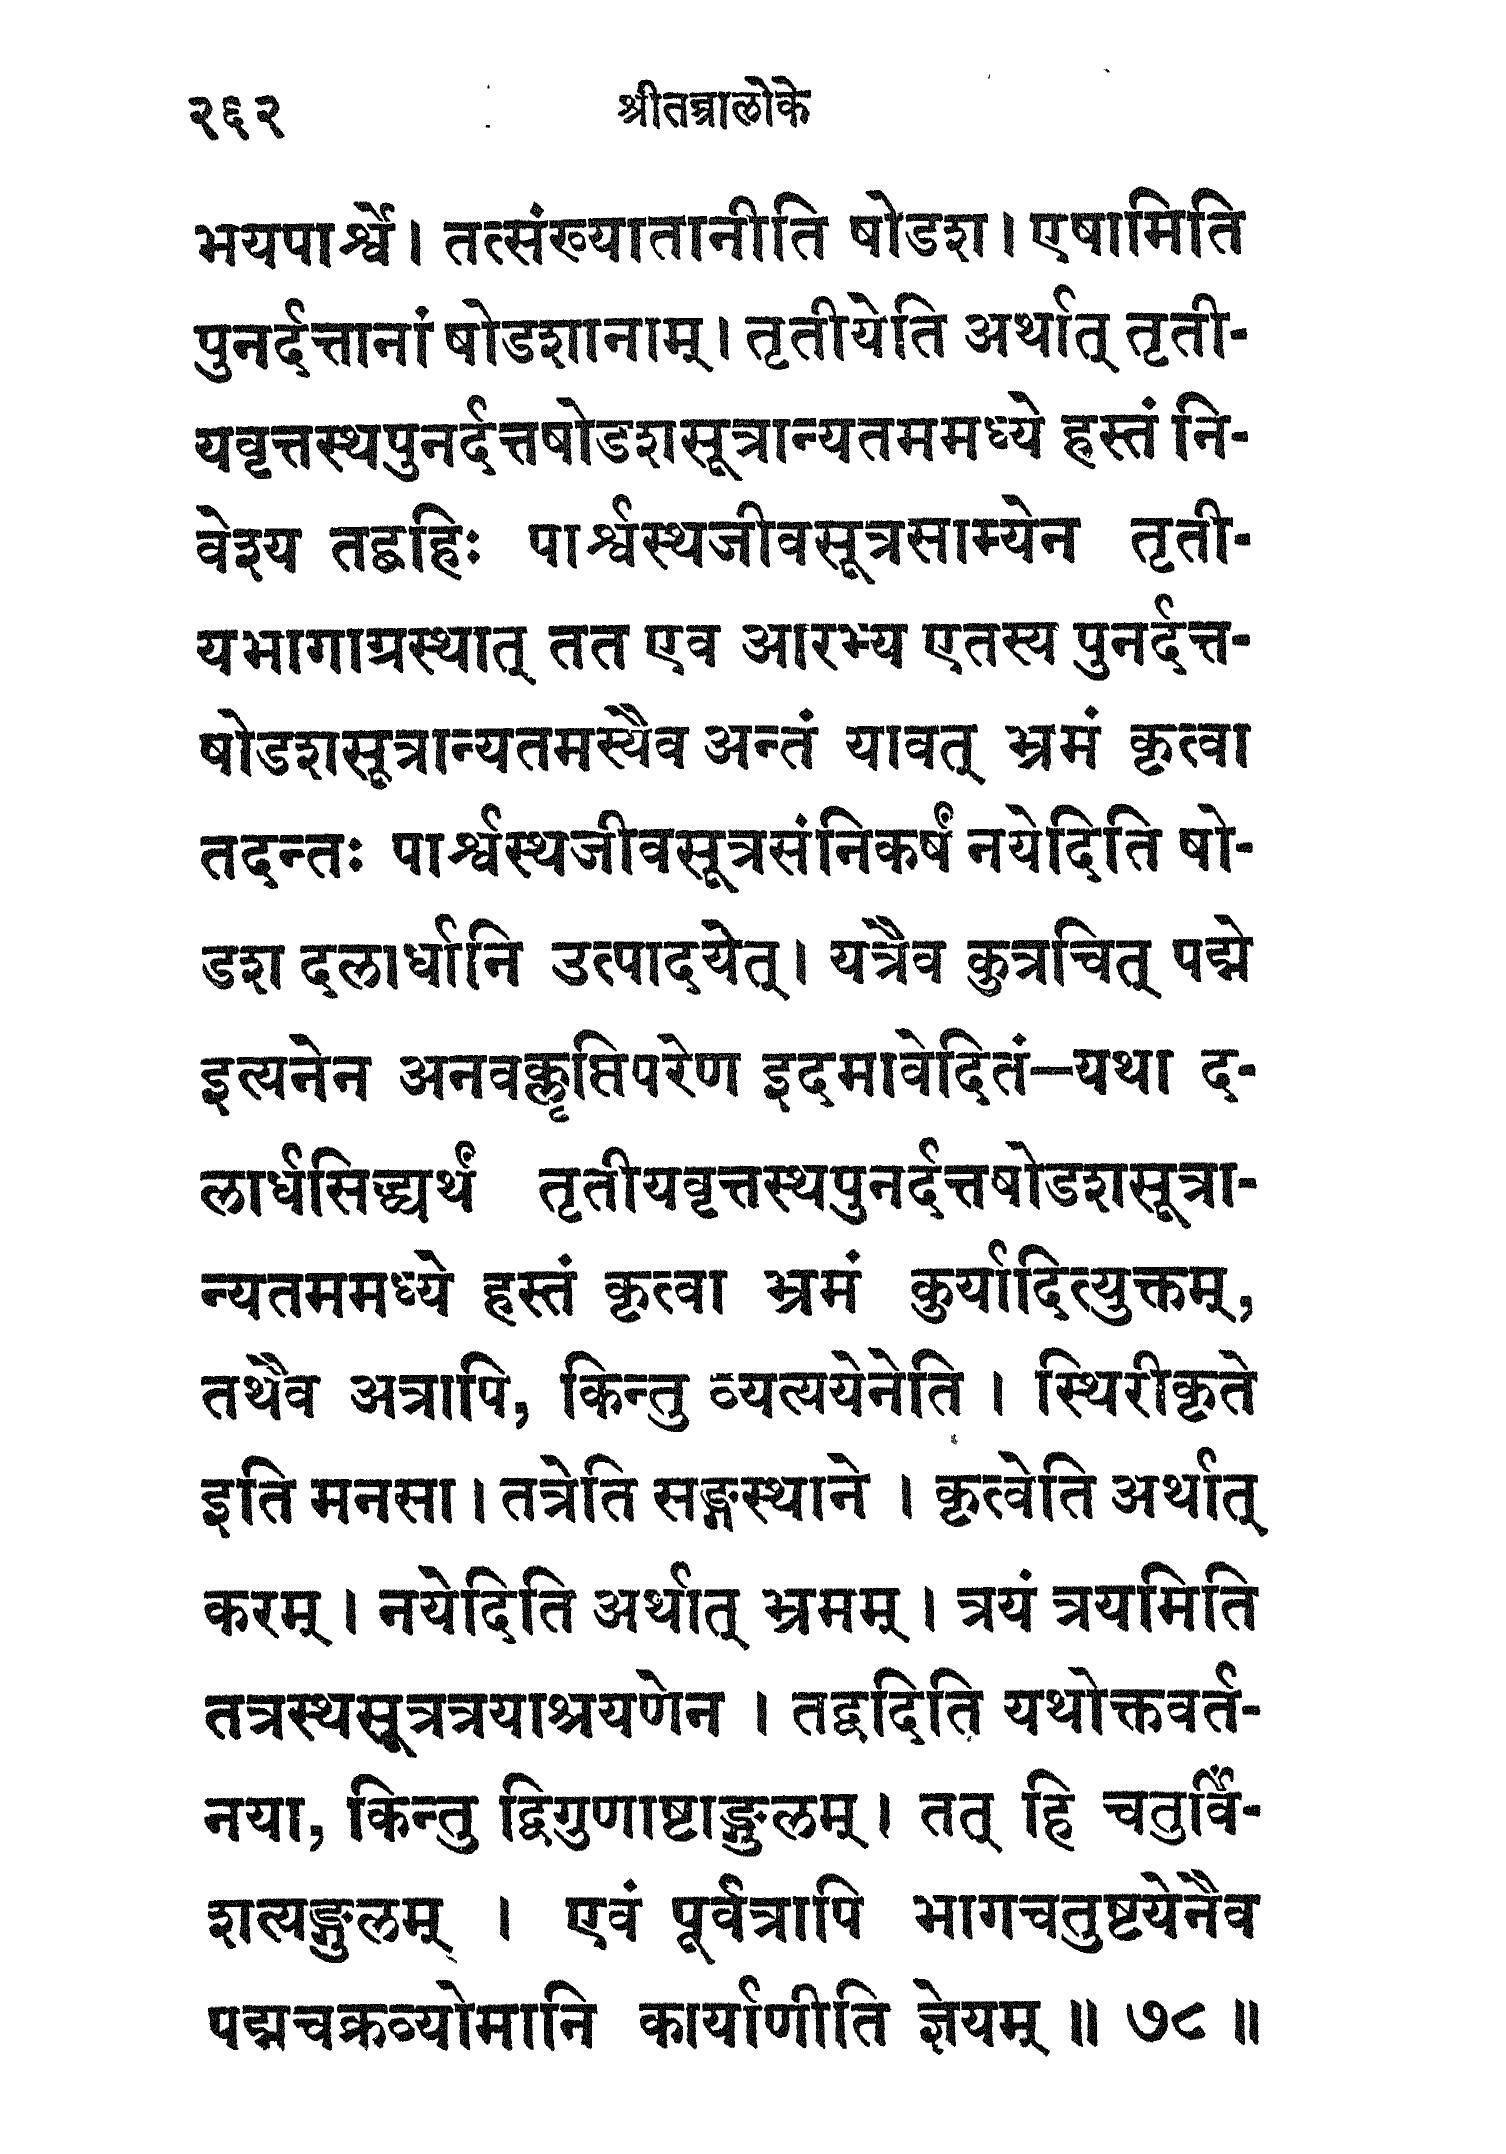 २६२ श्रीतन्त्रालोके
भयपार्श्वे। तत्संख्यातानीति षोडश। एषामिति
पुनर्दत्तानां षोडशानाम्। तृतीयेति अर्थात् तृती-
यवृत्तस्थपुनर्दत्तषोडशसूत्रान्यतममध्ये हस्तं नि-
वेश्य तद्बहिः पार्श्वस्थजीवसूत्रसाम्येन तृती-
यभागाग्रस्थात् तत एव आरभ्य एतस्य पुनर्दत्त-
षोडशसूत्रान्यतमस्यैव अन्तं यावत् भ्रमं कृत्वा
तदन्तः पार्श्वस्थजीवसूत्रसंनिकर्षं नयेदिति षो-
डश दलार्धानि उत्पादयेत्। यत्रैव कुत्रचित् पद्मे
इत्यनेन अनवक्लृप्तिपरेण इदमावेदितं—यथा द-
लार्धसिद्ध्यर्थं तृतीयवृत्तस्थपुनर्दत्तषोडशसूत्रा-
न्यतममध्ये हस्तं कृत्वा भ्रमं कुर्यादित्युक्तम्,
तथैव अत्रापि, किन्तु व्यत्ययेनेति । स्थिरीकृते
इति मनसा। तत्रेति सङ्गस्थाने । कृत्वेति अर्थात्
करम् । नयेदिति अर्थात् भ्रमम् । त्रयं त्रयमिति
तत्रस्थसूत्रत्रयाश्रयणेन । तद्वदिति यथोक्तवर्त-
नया, किन्तु द्विगुणाष्टाङ्गुलम्। तत् हि चतुर्विं-
शत्यङ्गुलम् । एवं पूर्वत्रापि भागचतुष्टयेनैव
पद्मचक्रव्योमानि कार्याणीति ज्ञेयम् ॥ ७८ ॥